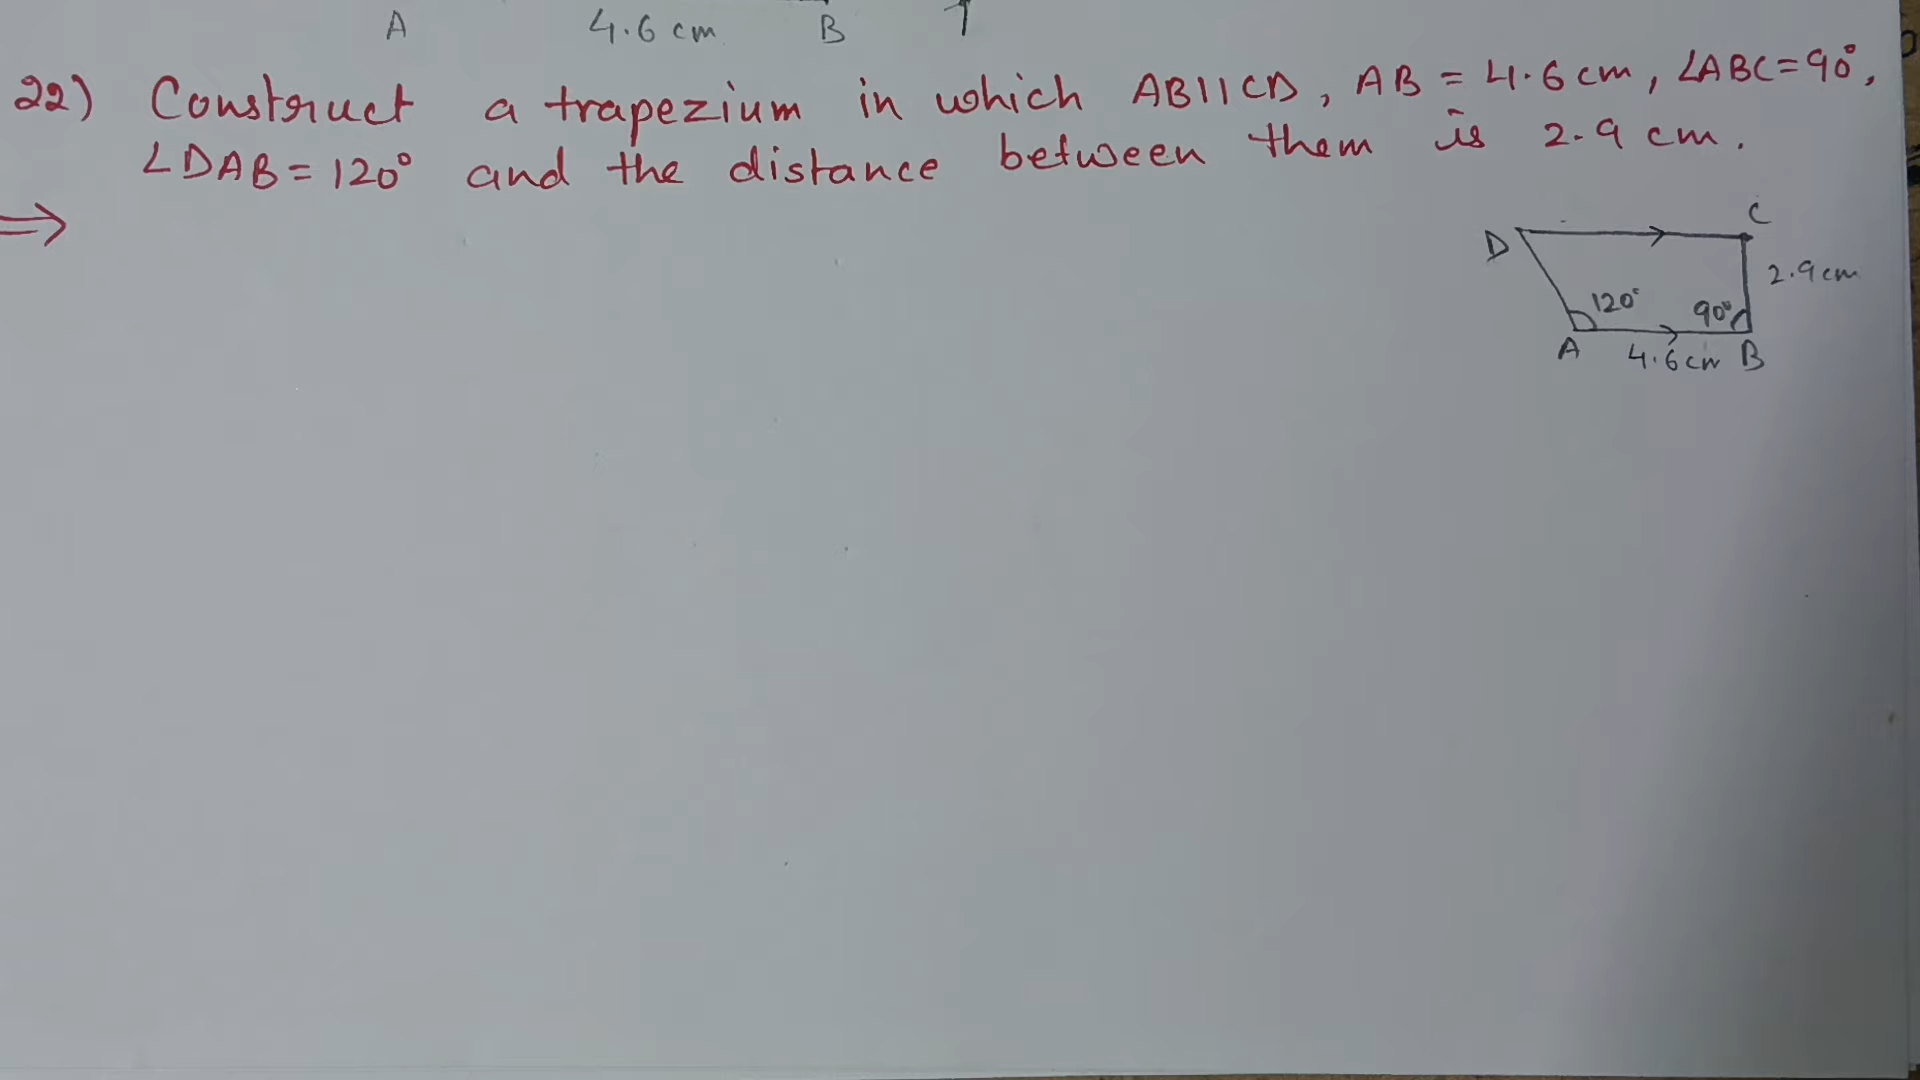 A 4.6 cm B
22) Construct a trapezium in which AB||CD, AB = 4.6 cm, ∠ABC = 90°,
∠DAB = 120° and the distance between them is 2.9 cm.
⇒
C
D
2.9 cm
120° 90°
A 4.6 cm B